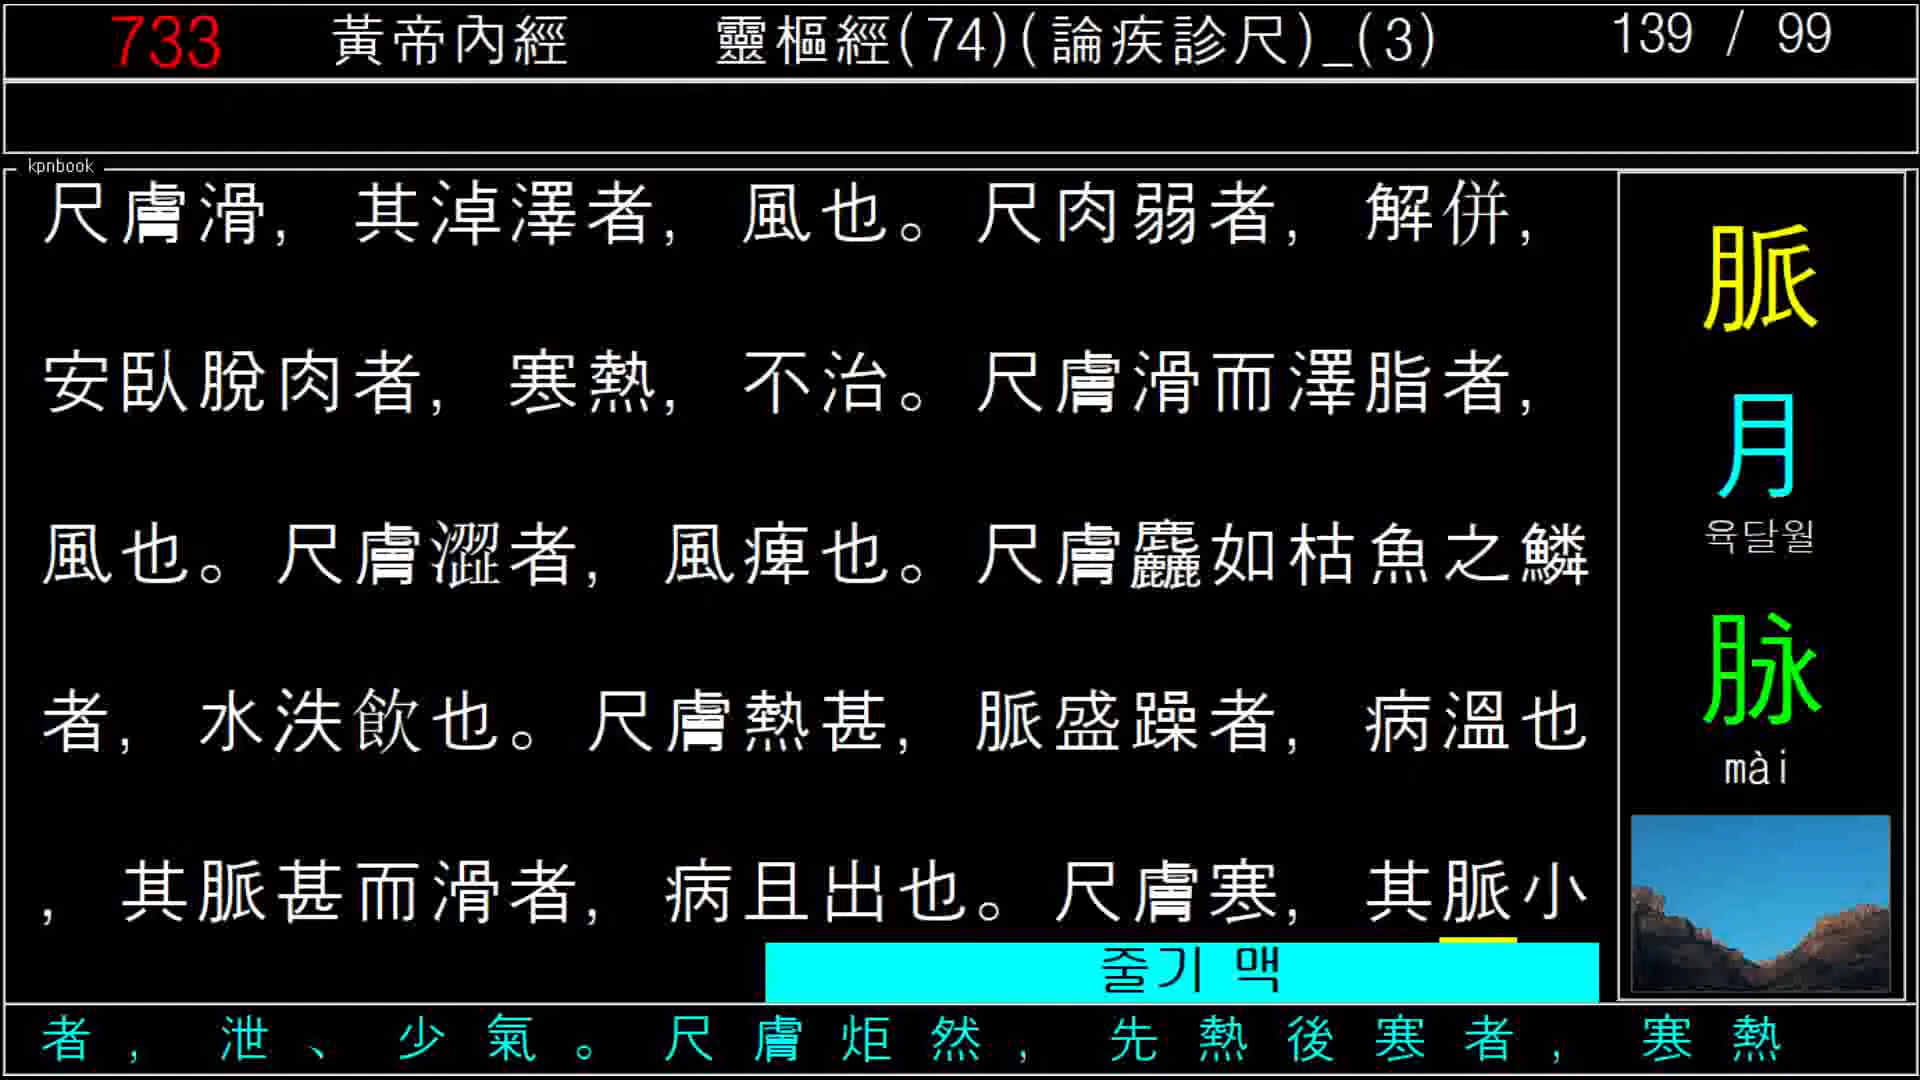 733 黃帝內經 靈樞經(74)(論疾診尺)_(3) 139 / 99
kpnbook
尺膚滑, 其淖澤者, 風也。尺肉弱者, 解㑣,
安臥脫肉者, 寒熱, 不治。尺膚滑而澤脂者,
風也。尺膚澀者, 風痺也。尺膚麤如枯魚之鱗
者, 水泆飮也。尺膚熱甚, 脈盛躁者, 病溫也
, 其脈甚而滑者, 病且出也。尺膚寒, 其脈小
줄기 맥
者, 泄、少氣。尺膚炬然, 先熱後寒者, 寒熱
脈
月
육달월
脉
mài